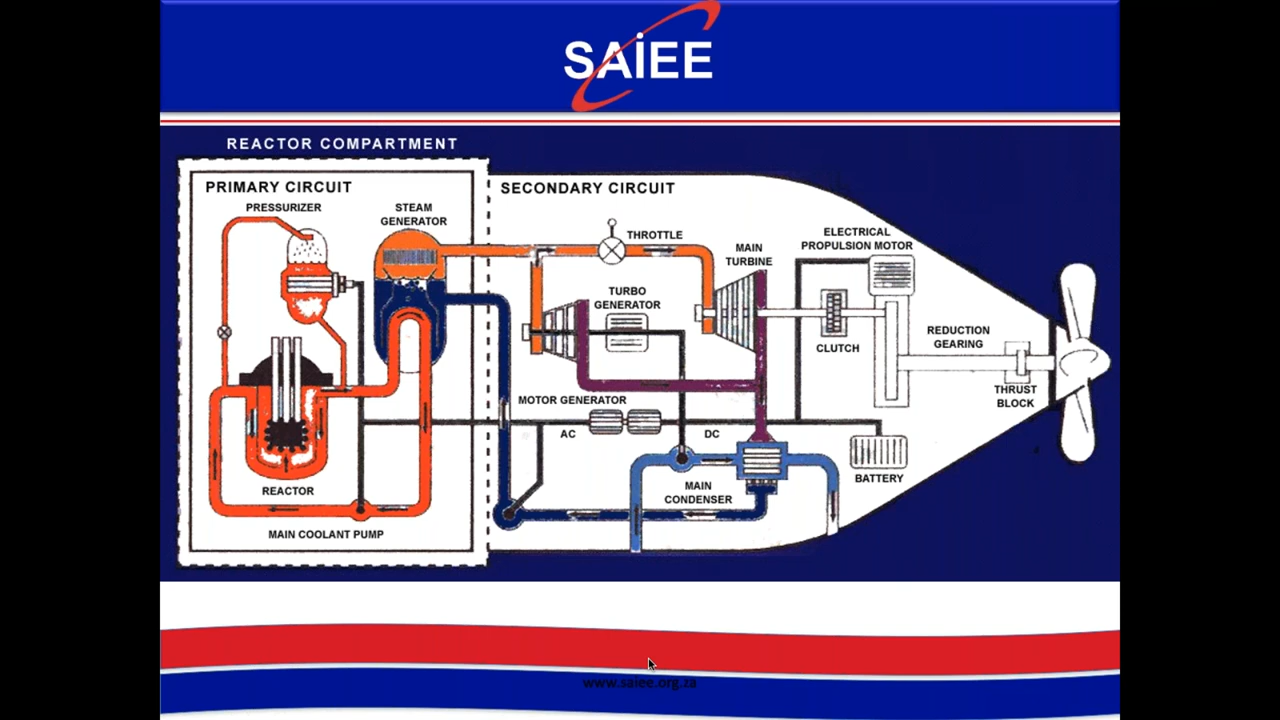 SAiEE
REACTOR COMPARTMENT
PRIMARY CIRCUIT
SECONDARY CIRCUIT
PRESSURIZER
STEAM
GENERATOR
THROTTLE
MAIN
TURBINE
ELECTRICAL
PROPULSION MOTOR
TURBO
GENERATOR
CLUTCH
REDUCTION
GEARING
THRUST
BLOCK
MOTOR GENERATOR
AC
DC
BATTERY
MAIN
CONDENSER
REACTOR
MAIN COOLANT PUMP
www.saiee.org.za